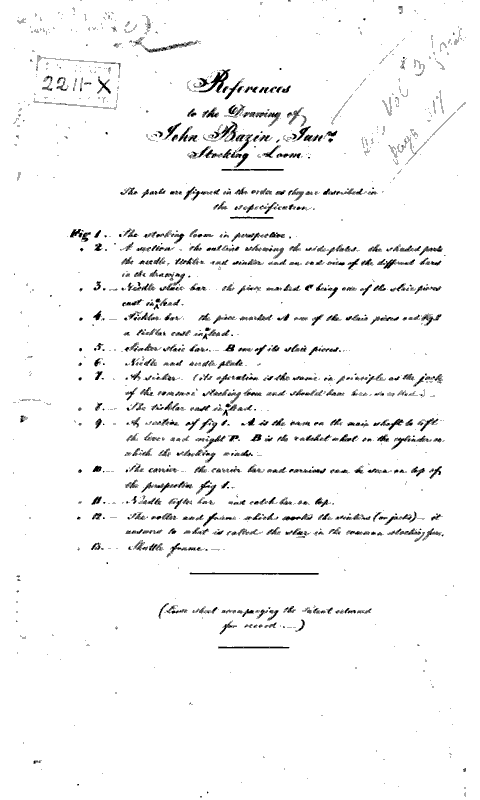 2211-X
See Vol 3
page 317
References
to the Drawing of
John Bazin, Junr
Stocking Loom.
The parts are figured in the order as they are described in
the specification.
Fig 1. The stocking loom in perspective.
" 2. A section the outline shewing the side plates. the shaded parts
the needle, tickler and sinker and an end view of the different bars
in the drawing.
" 3. Needle slaie bar. the piece marked C being one of the slaie pieces
cast in lead.
" 4. Tickler bar. the piece marked A one of the slaie pieces and
a tickler cast in lead.
" 5. Sinker slaie bar. B one of its slaie pieces.
" 6. Needle and needle plate.
" 7. A sinker. (its operation is the same in principle as the jack
of the common stocking loom and should have been so called.)
" 8. The tickler cast in lead.
" 9. A section of fig 1. A is the cam on the main shaft to lift
the lever and weight P. B is the ratchet wheel on the cylinder on
which the stocking winds.
" 10. The carrier the carrier bar and carriers can be seen on top of
the perspective fig 1.
" 11. Needle lifter bar and catch bar on top.
" 12. The roller and frame which works the sinkers (or jacks) it
answers to what is called the slur in the common stocking
" 13. Shuttle frame.
(Loose sheet accompanying the Patent returned
for record.)